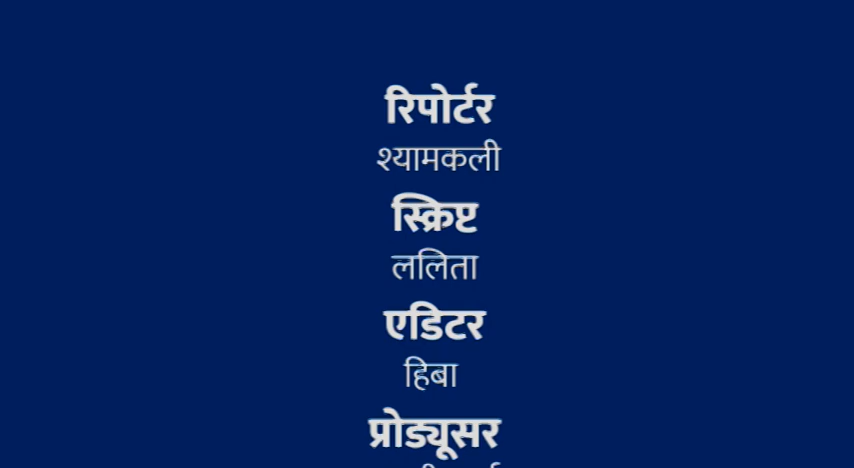 रिपोर्टर
श्यामकली
स्क्रिप्ट
ललिता
एडिटर
हिबा
प्रोड्यूसर